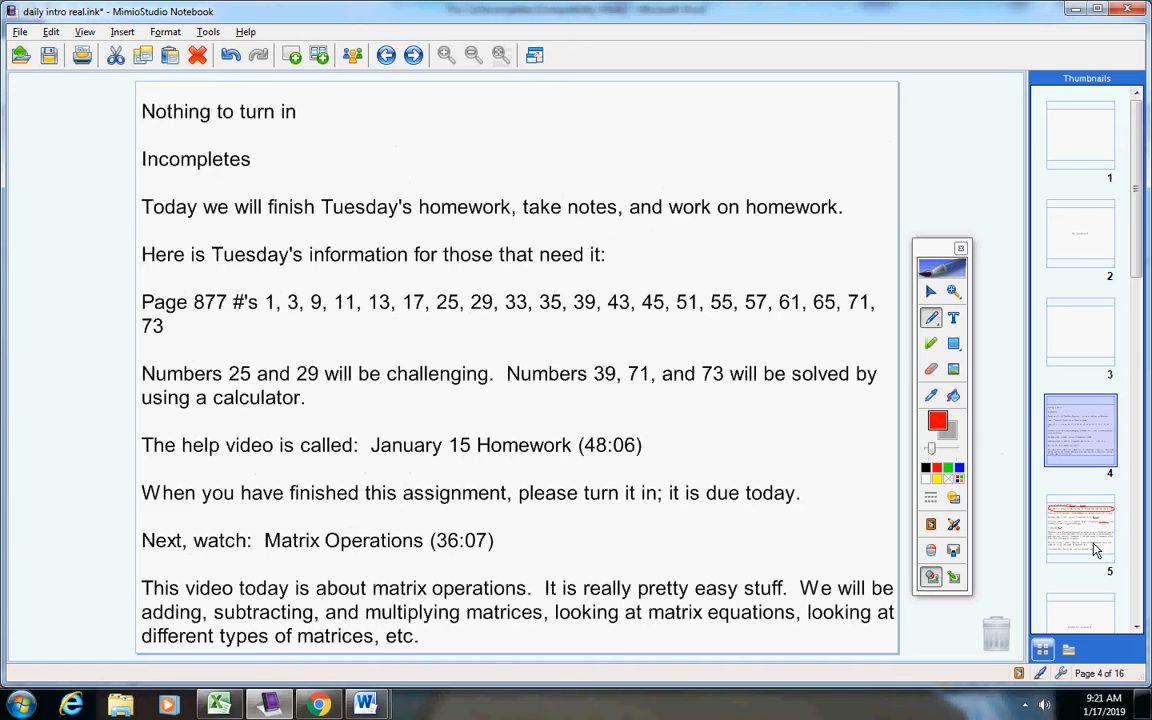 daily intro real.ink* - MimioStudio Notebook
File Edit View Insert Format Tools Help
Nothing to turn in
Incompletes
Today we will finish Tuesday's homework, take notes, and work on homework.
Here is Tuesday's information for those that need it:
Page 877 #'s 1, 3, 9, 11, 13, 17, 25, 29, 33, 35, 39, 43, 45, 51, 55, 57, 61, 65, 71,
73
Numbers 25 and 29 will be challenging.  Numbers 39, 71, and 73 will be solved by
using a calculator.
The help video is called:  January 15 Homework (48:06)
When you have finished this assignment, please turn it in; it is due today.
Next, watch:  Matrix Operations (36:07)
This video today is about matrix operations.  It is really pretty easy stuff.  We will be
adding, subtracting, and multiplying matrices, looking at matrix equations, looking at
different types of matrices, etc.
Thumbnails
1
2
3
4
5
Page 4 of 16
9:21 AM
1/17/2019